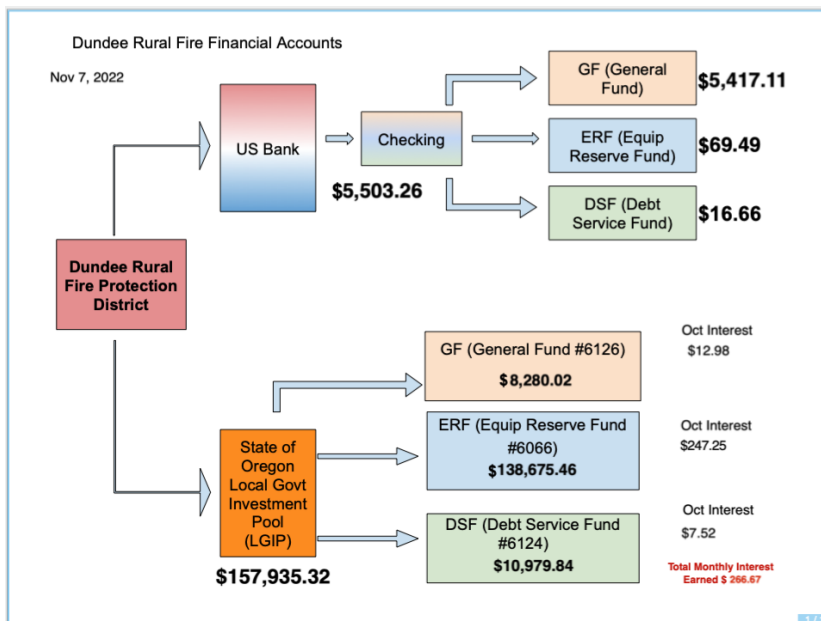 Dundee Rural Fire Financial Accounts
Nov 7, 2022
US Bank
Checking
$5,503.26
GF (General
Fund)
$5,417.11
ERF (Equip
Reserve Fund)
$69.49
DSF (Debt
Service Fund)
$16.66
Dundee Rural
Fire Protection
District
State of
Oregon
Local Govt
Investment
Pool
(LGIP)
$157,935.32
GF (General Fund #6126)
$8,280.02
Oct Interest
$12.98
ERF (Equip Reserve Fund
#6066)
$138,675.46
Oct Interest
$247.25
DSF (Debt Service Fund
#6124)
$10,979.84
Oct Interest
$7.52
Total Monthly Interest
Earned $ 266.67